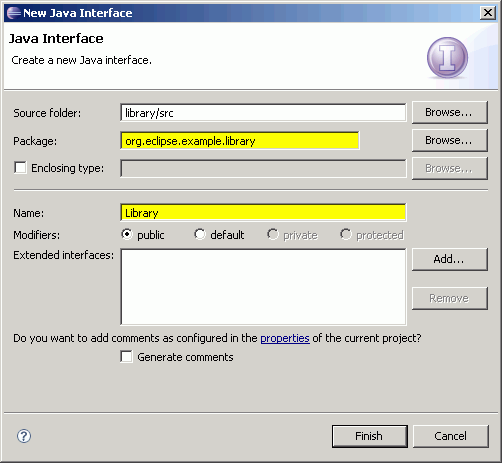 New Java Interface
Java Interface
Create a new Java interface.
Source folder: library/src Browse...
Package: org.eclipse.example.library Browse...
Enclosing type: Browse...
Name: Library
Modifiers: public default private protected
Extended interfaces: Add...
Remove
Do you want to add comments as configured in the properties of the current project?
Generate comments
? Finish Cancel